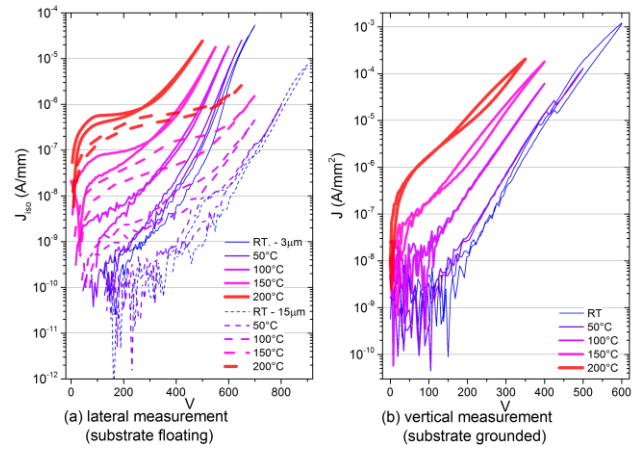 10⁻⁴
10⁻⁵
10⁻⁶
10⁻⁷
10⁻⁸
10⁻⁹
10⁻¹⁰
10⁻¹¹
10⁻¹²
J_iso (A/mm)
0
200
400
600
800
V
RT. - 3μm
50°C
100°C
150°C
200°C
RT - 15μm
50°C
100°C
150°C
200°C
(a) lateral measurement
(substrate floating)
10⁻³
10⁻⁴
10⁻⁵
10⁻⁶
10⁻⁷
10⁻⁸
10⁻⁹
10⁻¹⁰
J (A/mm²)
0
100
200
300
400
500
600
V
RT
50°C
100°C
150°C
200°C
(b) vertical measurement
(substrate grounded)